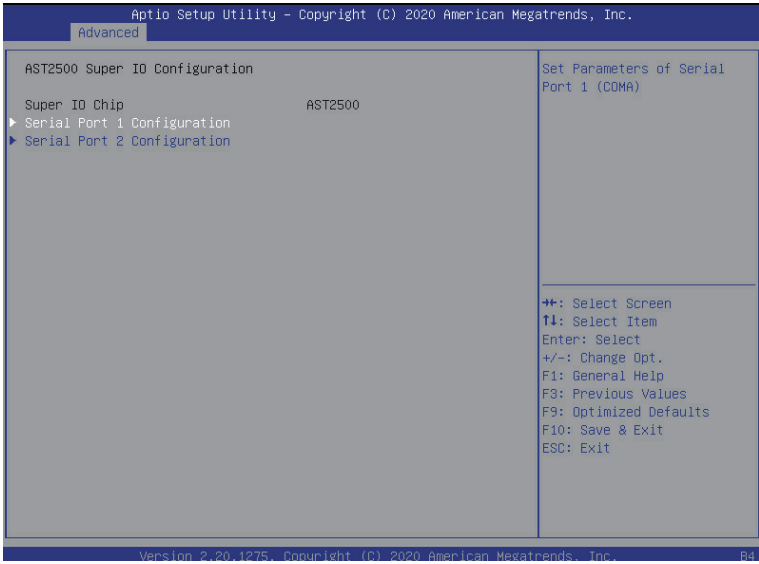 Aptio Setup Utility – Copyright (C) 2020 American Megatrends, Inc.
Advanced
AST2500 Super IO Configuration
Super IO Chip AST2500
Serial Port 1 Configuration
Serial Port 2 Configuration
Set Parameters of Serial
Port 1 (COMA)
→←: Select Screen
↑↓: Select Item
Enter: Select
+/-: Change Opt.
F1: General Help
F3: Previous Values
F9: Optimized Defaults
F10: Save & Exit
ESC: Exit
Version 2.20.1275. Copyright (C) 2020 American Megatrends, Inc.
B4